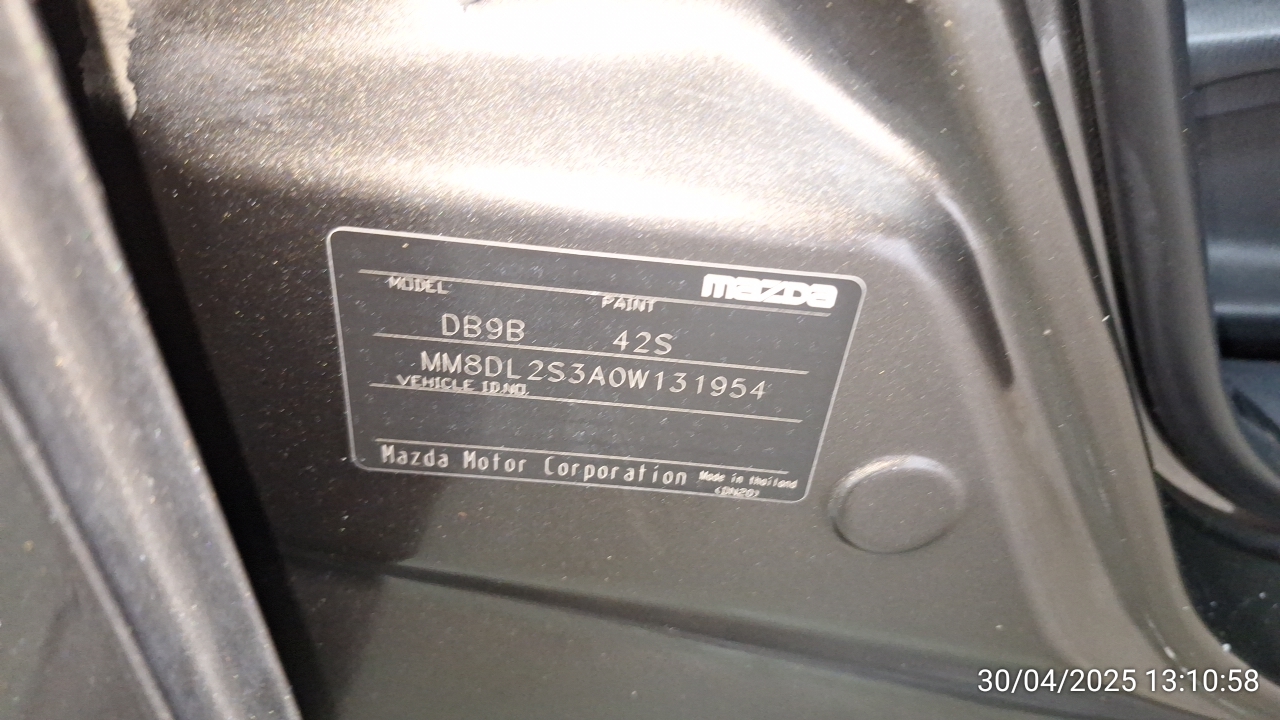 mazda
MODEL PAINT
DB9B 42S
MM8DL2S3A0W131954
VEHICLE ID.NO.
Mazda Motor Corporation Made in thailand
(DN20)
30/04/2025 13:10:58